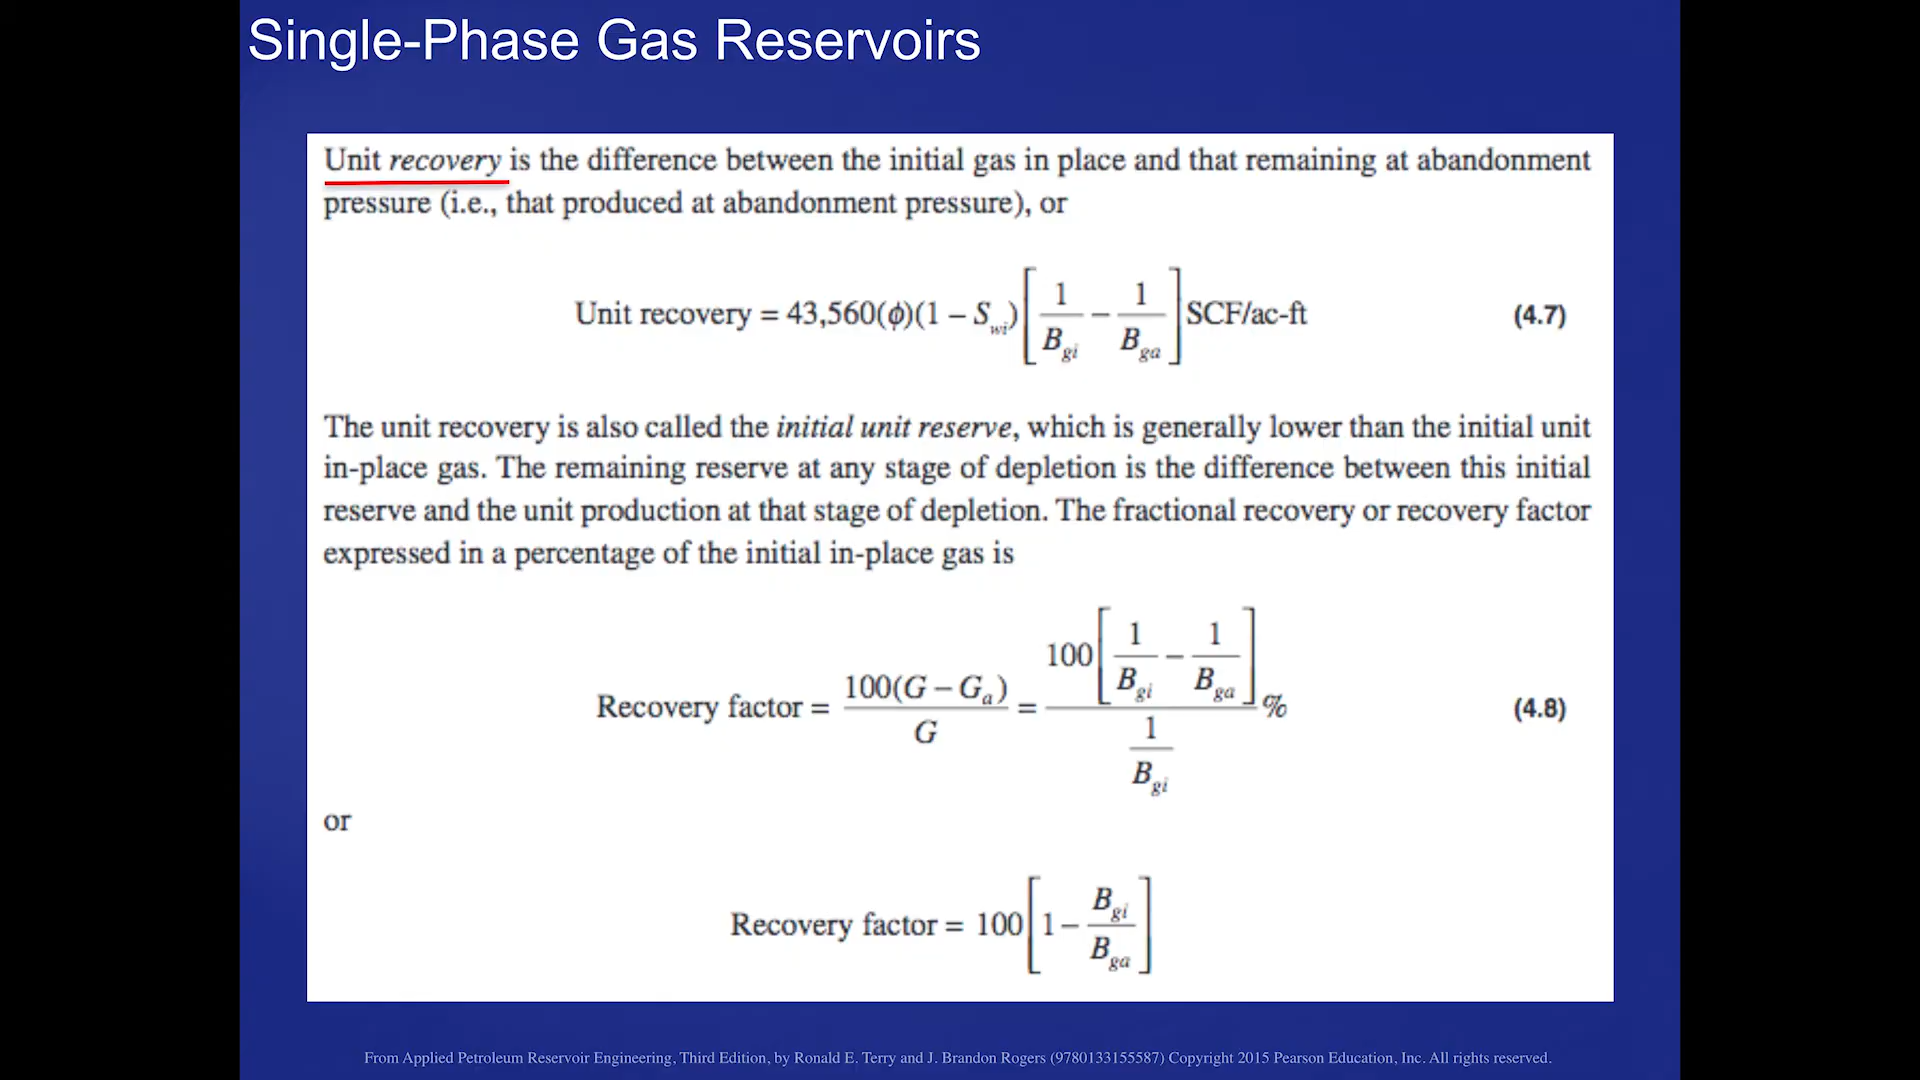 Single-Phase Gas Reservoirs
Unit recovery is the difference between the initial gas in place and that remaining at abandonment
pressure (i.e., that produced at abandonment pressure), or
Unit recovery = 43,560(ϕ)(1 – S_wi)[1/B_gi – 1/B_ga] SCF/ac-ft (4.7)
The unit recovery is also called the initial unit reserve, which is generally lower than the initial unit
in-place gas. The remaining reserve at any stage of depletion is the difference between this initial
reserve and the unit production at that stage of depletion. The fractional recovery or recovery factor
expressed in a percentage of the initial in-place gas is
Recovery factor = 100(G – G_a)/G = 100[1/B_gi – 1/B_ga]/(1/B_gi) % (4.8)
or
Recovery factor = 100[1 – B_gi/B_ga]
From Applied Petroleum Reservoir Engineering, Third Edition, by Ronald E. Terry and J. Brandon Rogers (9780133155587) Copyright 2015 Pearson Education, Inc. All rights reserved.